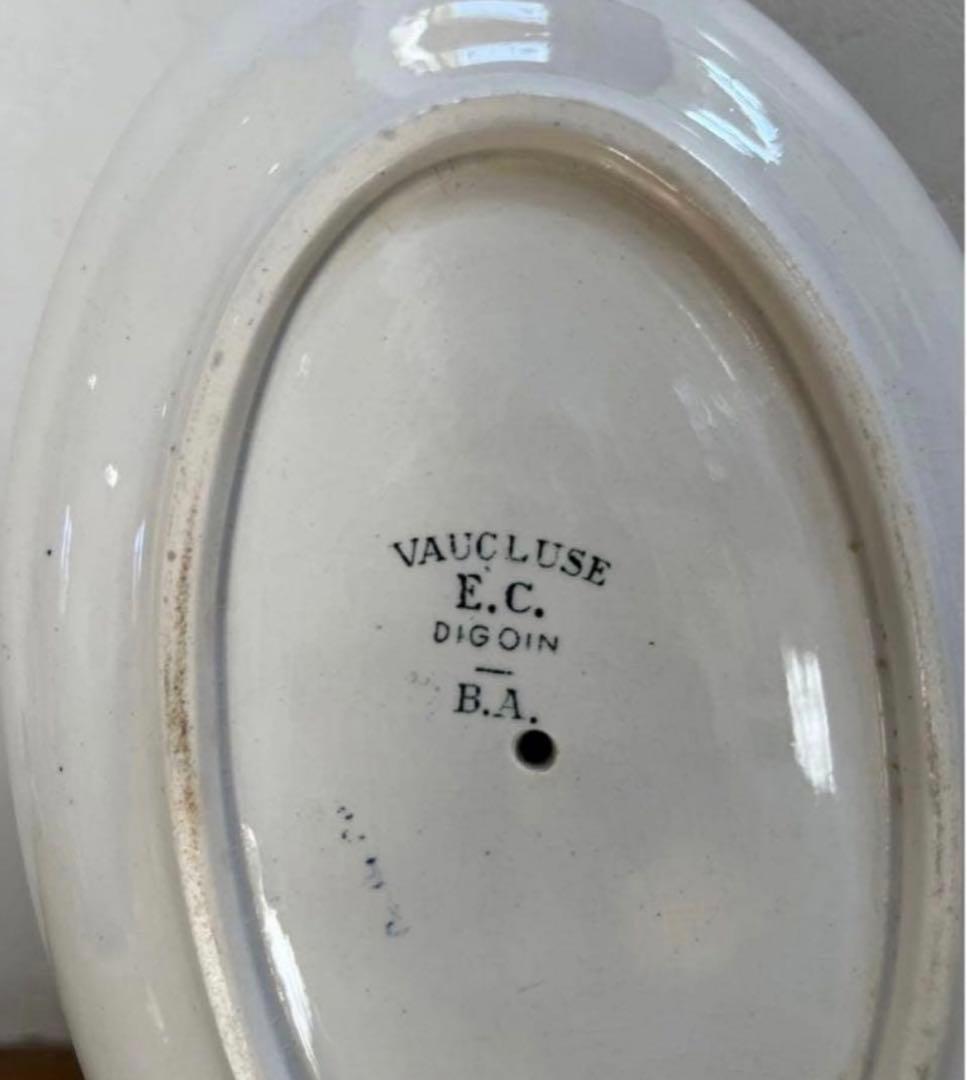 VAUCLUSE
E.C.
DIGOIN
—
B.A.